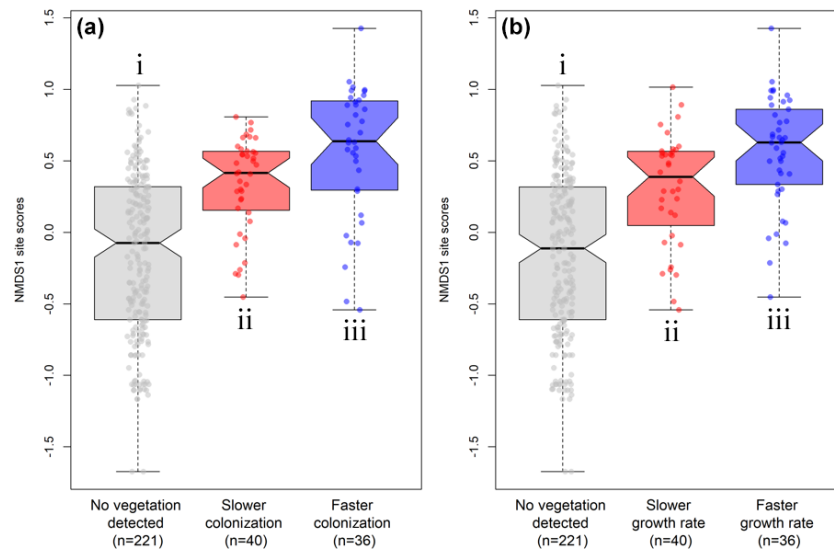 (a)
NMDS1 site scores
1.5
1.0
0.5
0.0
-0.5
-1.0
-1.5
i
ii
iii
No vegetation
detected
(n=221)
Slower
colonization
(n=40)
Faster
colonization
(n=36)
(b)
NMDS1 site scores
1.5
1.0
0.5
0.0
-0.5
-1.0
-1.5
i
ii
iii
No vegetation
detected
(n=221)
Slower
growth rate
(n=40)
Faster
growth rate
(n=36)